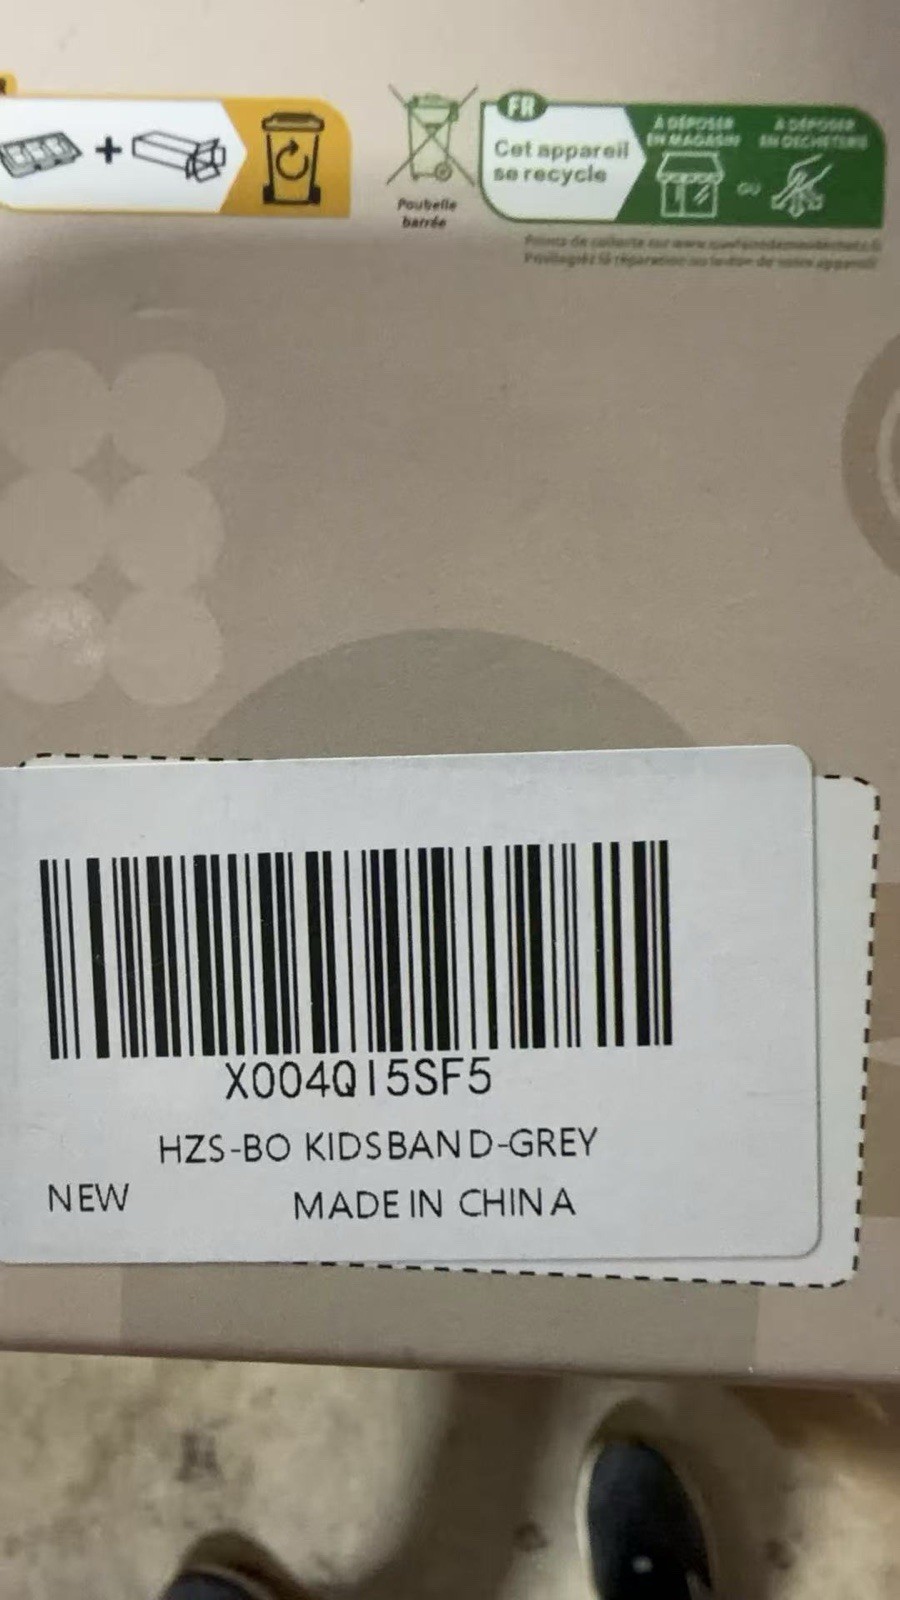 FR
Cet appareil
se recycle
À DÉPOSER
EN MAGASIN
OU
À DÉPOSER
EN DÉCHÈTERIE
Poubelle
barrée
X004QI5SF5
HZS-BO KIDSBAND-GREY
NEW
MADE IN CHINA